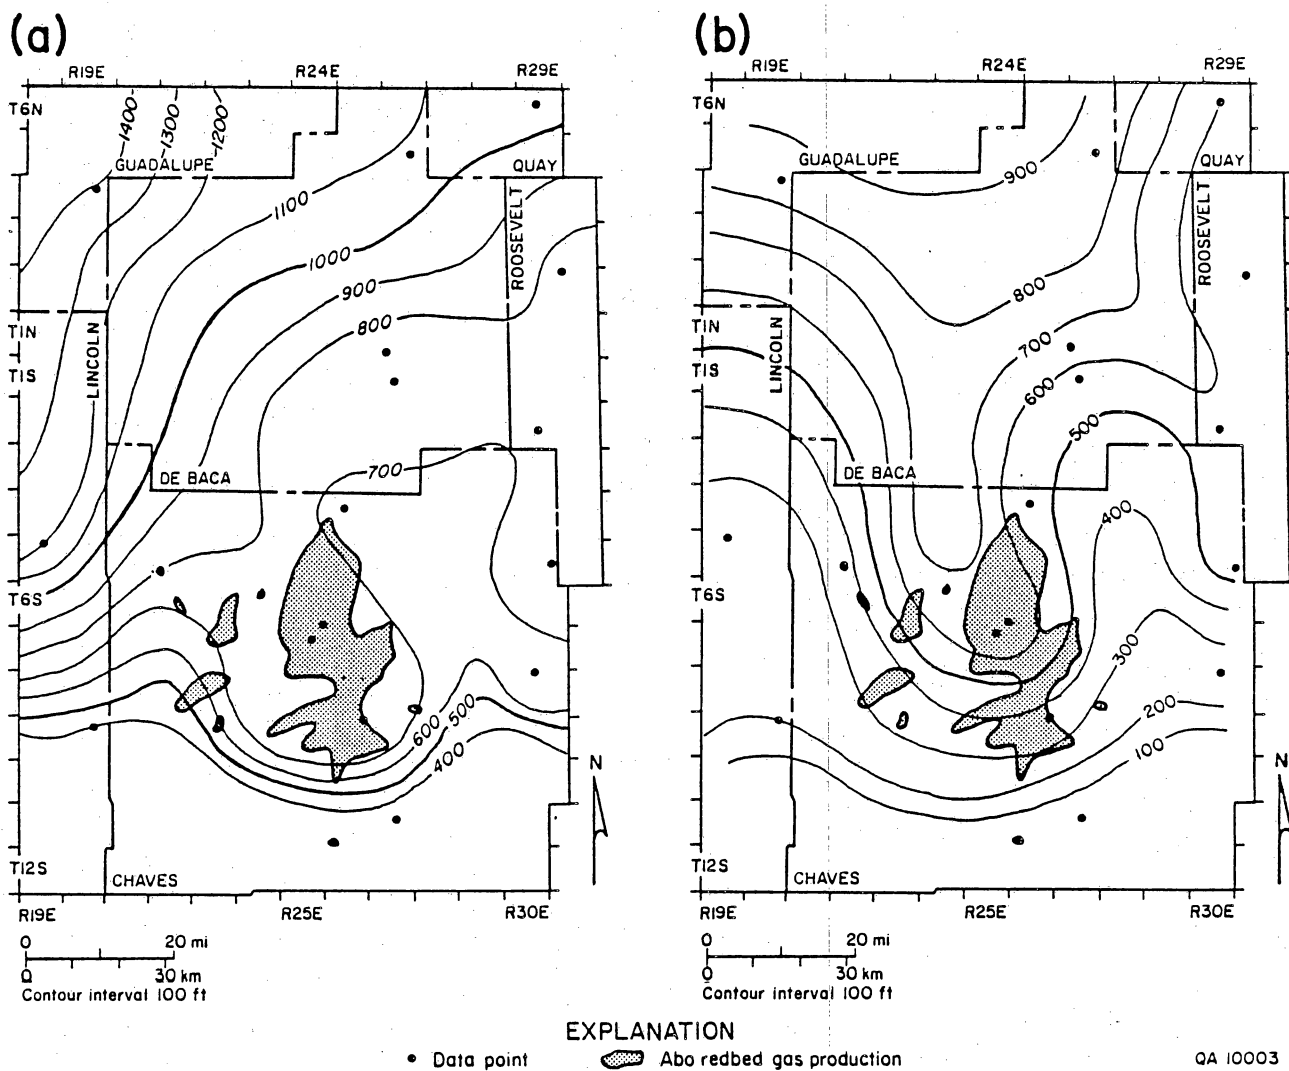 (a)
R19E R24E R29E
T6N
1400
1300
1200
GUADALUPE
QUAY
1100
ROOSEVELT
1000
900
800
T1N
T1S
LINCOLN
700
DE BACA
T6S
600
500
400
N
T12S
CHAVES
R19E R25E R30E
0 20 mi
0 30 km
Contour interval 100 ft
(b)
R19E R24E R29E
T6N
GUADALUPE
QUAY
900
ROOSEVELT
800
T1N
T1S
LINCOLN
700
600
500
DE BACA
400
T6S
300
200
100
N
T12S
CHAVES
R19E R25E R30E
0 20 mi
0 30 km
Contour interval 100 ft
EXPLANATION
Data point
Abo redbed gas production
QA 10003